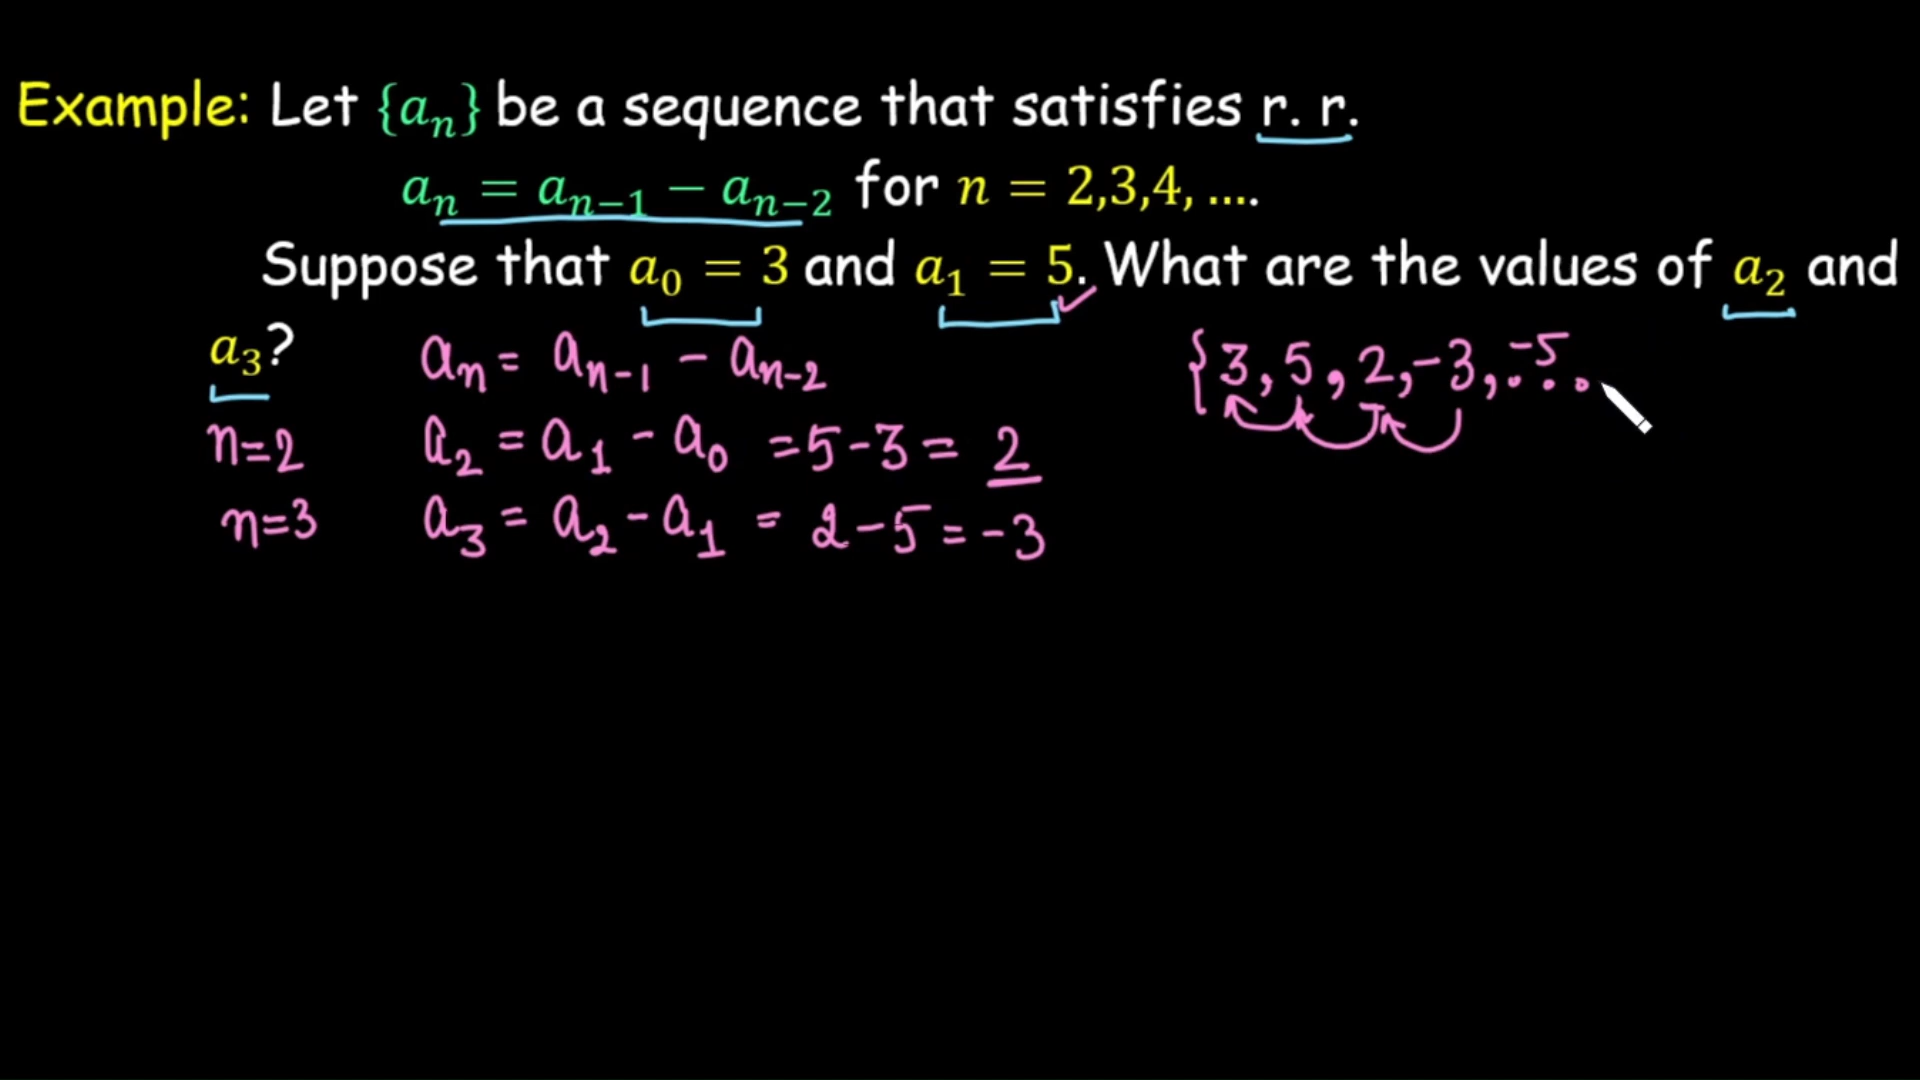 Example: Let {aₙ} be a sequence that satisfies r. r.
aₙ = aₙ₋₁ − aₙ₋₂ for n = 2,3,4, ….
Suppose that a₀ = 3 and a₁ = 5. What are the values of a₂ and
a₃?
aₙ = aₙ₋₁ − aₙ₋₂
{3, 5, 2, -3, -5...
n=2 a₂ = a₁ - a₀ = 5-3 = 2
n=3 a₃ = a₂ - a₁ = 2-5 = -3